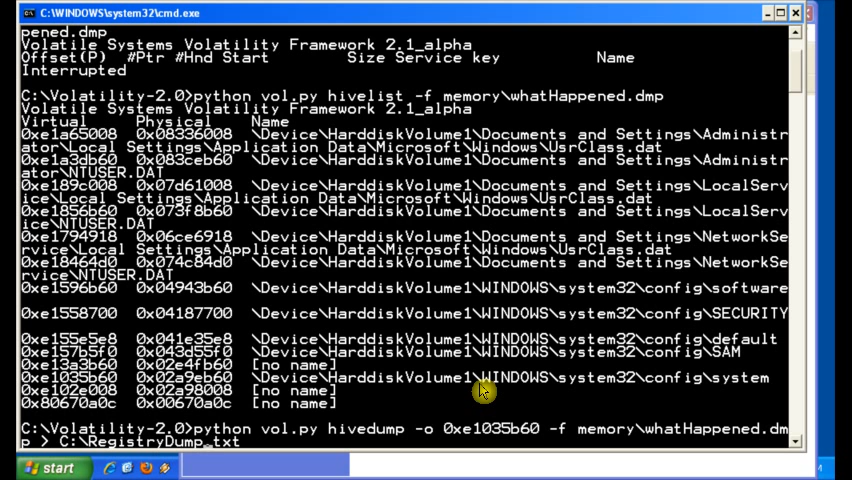 C:\WINDOWS\system32\cmd.exe
pened.dmp
Volatile Systems Volatility Framework 2.1_alpha
Offset(P) #Ptr #Hnd Start Size Service key Name
Interrupted
C:\Volatility-2.0>python vol.py hivelist -f memory\whatHappened.dmp
Volatile Systems Volatility Framework 2.1_alpha
Virtual Physical Name
0xe1a65008 0x08336008 \Device\HarddiskVolume1\Documents and Settings\Administr
ator\Local Settings\Application Data\Microsoft\Windows\UsrClass.dat
0xe1a3db60 0x083ceb60 \Device\HarddiskVolume1\Documents and Settings\Administr
ator\NTUSER.DAT
0xe189c008 0x07d61008 \Device\HarddiskVolume1\Documents and Settings\LocalServ
ice\Local Settings\Application Data\Microsoft\Windows\UsrClass.dat
0xe1856b60 0x073f8b60 \Device\HarddiskVolume1\Documents and Settings\LocalServ
ice\NTUSER.DAT
0xe1794918 0x06ce6918 \Device\HarddiskVolume1\Documents and Settings\NetworkSe
rvice\Local Settings\Application Data\Microsoft\Windows\UsrClass.dat
0xe18464d0 0x074c84d0 \Device\HarddiskVolume1\Documents and Settings\NetworkSe
rvice\NTUSER.DAT
0xe1596b60 0x04943b60 \Device\HarddiskVolume1\WINDOWS\system32\config\software
0xe1558700 0x04187700 \Device\HarddiskVolume1\WINDOWS\system32\config\SECURITY
0xe155e5e8 0x041e35e8 \Device\HarddiskVolume1\WINDOWS\system32\config\default
0xe157b5f0 0x043d55f0 \Device\HarddiskVolume1\WINDOWS\system32\config\SAM
0xe13a3b60 0x02e4fb60 [no name]
0xe1035b60 0x02a9eb60 \Device\HarddiskVolume1\WINDOWS\system32\config\system
0xe102e008 0x02a98008 [no name]
0x80670a0c 0x00670a0c [no name]
C:\Volatility-2.0>python vol.py hivedump -o 0xe1035b60 -f memory\whatHappened.dm
p > C:\RegistryDump.txt
start